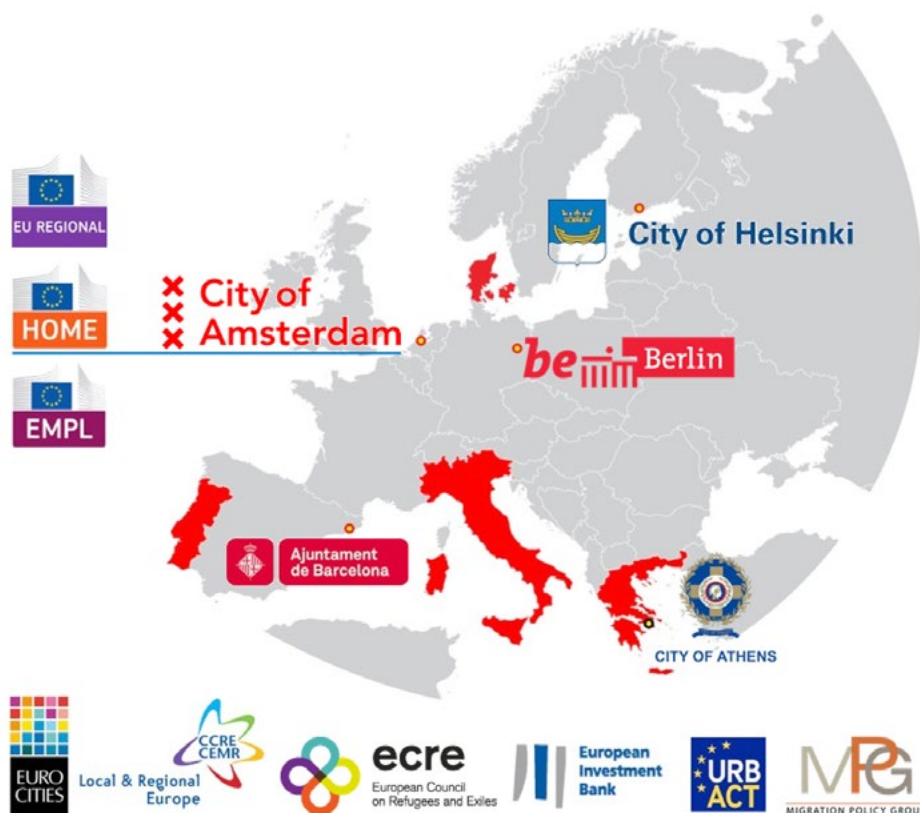 EU REGIONAL
HOME
EMPL
City of
Amsterdam
City of Helsinki
be Berlin
Ajuntament
de Barcelona
CITY OF ATHENS
EURO
CITIES
CCRE
CEMR
Local & Regional
Europe
ecre
European Council
on Refugees and Exiles
European
Investment
Bank
URB
ACT
MPG
MIGRATION POLICY GROUP